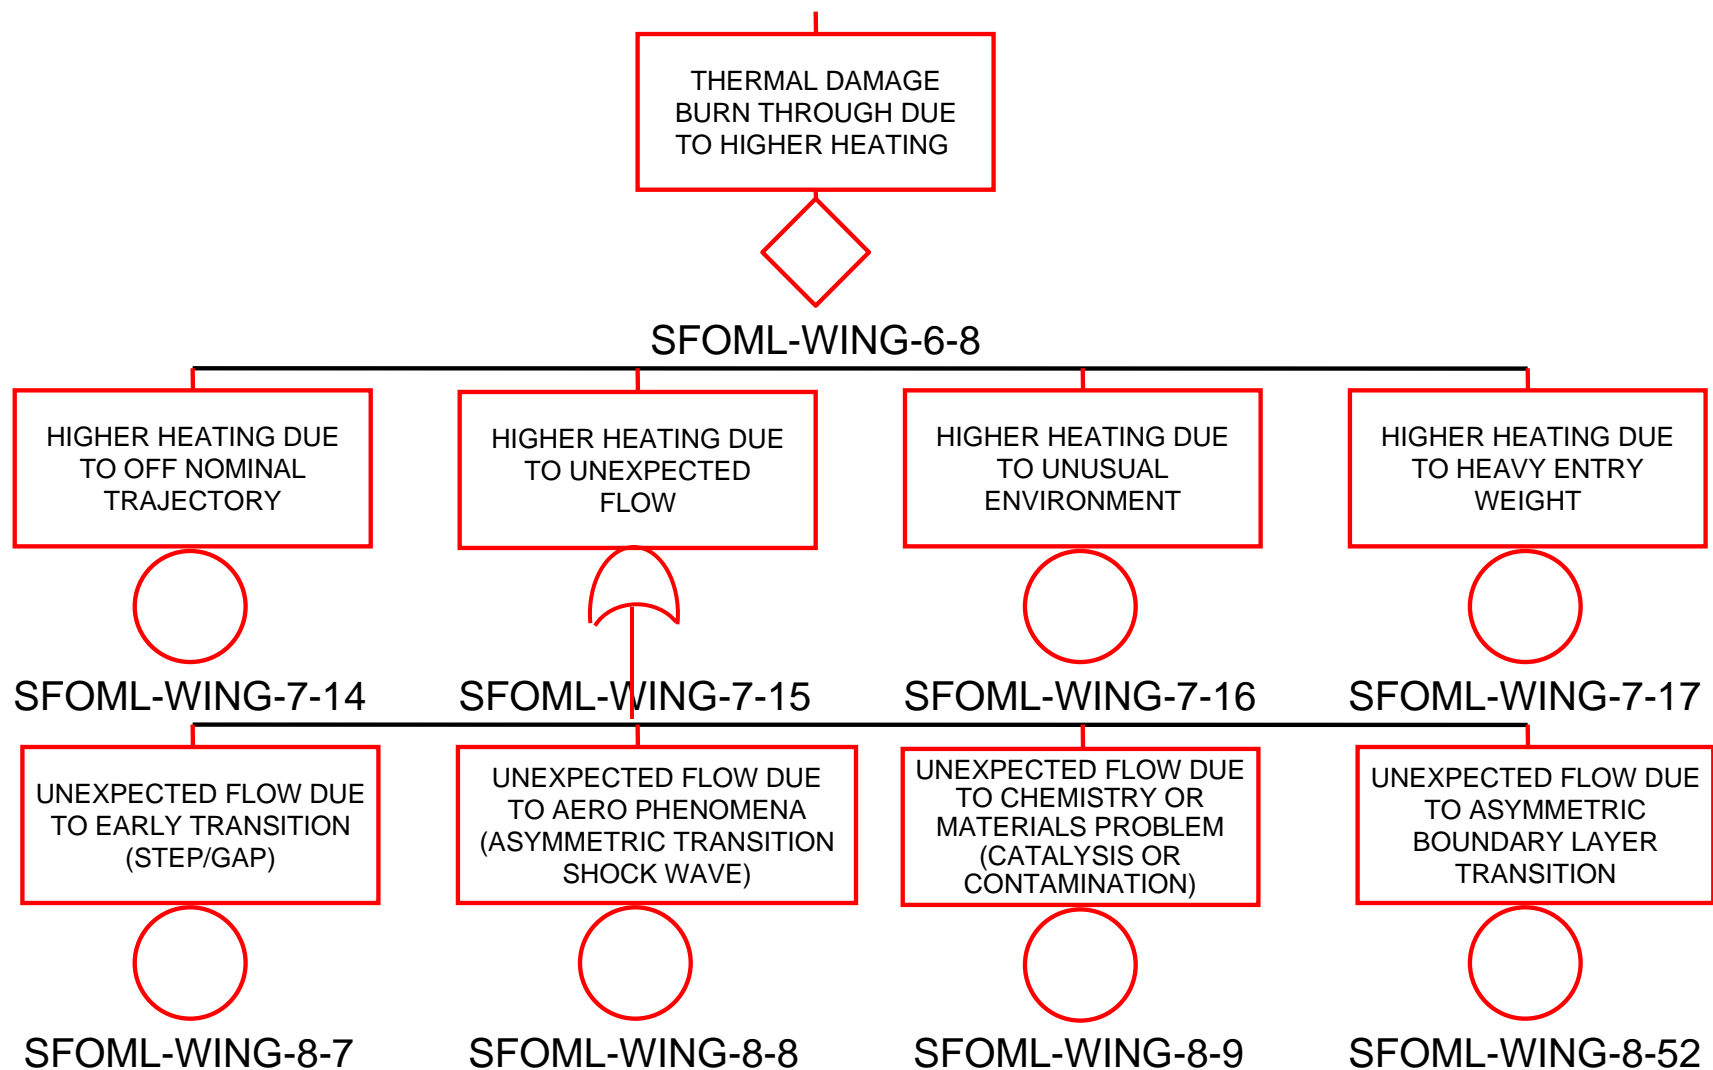 THERMAL DAMAGE
BURN THROUGH DUE
TO HIGHER HEATING
SFOML-WING-6-8
HIGHER HEATING DUE
TO OFF NOMINAL
TRAJECTORY
HIGHER HEATING DUE
TO UNEXPECTED
FLOW
HIGHER HEATING DUE
TO UNUSUAL
ENVIRONMENT
HIGHER HEATING DUE
TO HEAVY ENTRY
WEIGHT
SFOML-WING-7-14
SFOML-WING-7-15
SFOML-WING-7-16
SFOML-WING-7-17
UNEXPECTED FLOW DUE
TO EARLY TRANSITION
(STEP/GAP)
UNEXPECTED FLOW DUE
TO AERO PHENOMENA
(ASYMMETRIC TRANSITION
SHOCK WAVE)
UNEXPECTED FLOW DUE
TO CHEMISTRY OR
MATERIALS PROBLEM
(CATALYSIS OR
CONTAMINATION)
UNEXPECTED FLOW DUE
TO ASYMMETRIC
BOUNDARY LAYER
TRANSITION
SFOML-WING-8-7
SFOML-WING-8-8
SFOML-WING-8-9
SFOML-WING-8-52